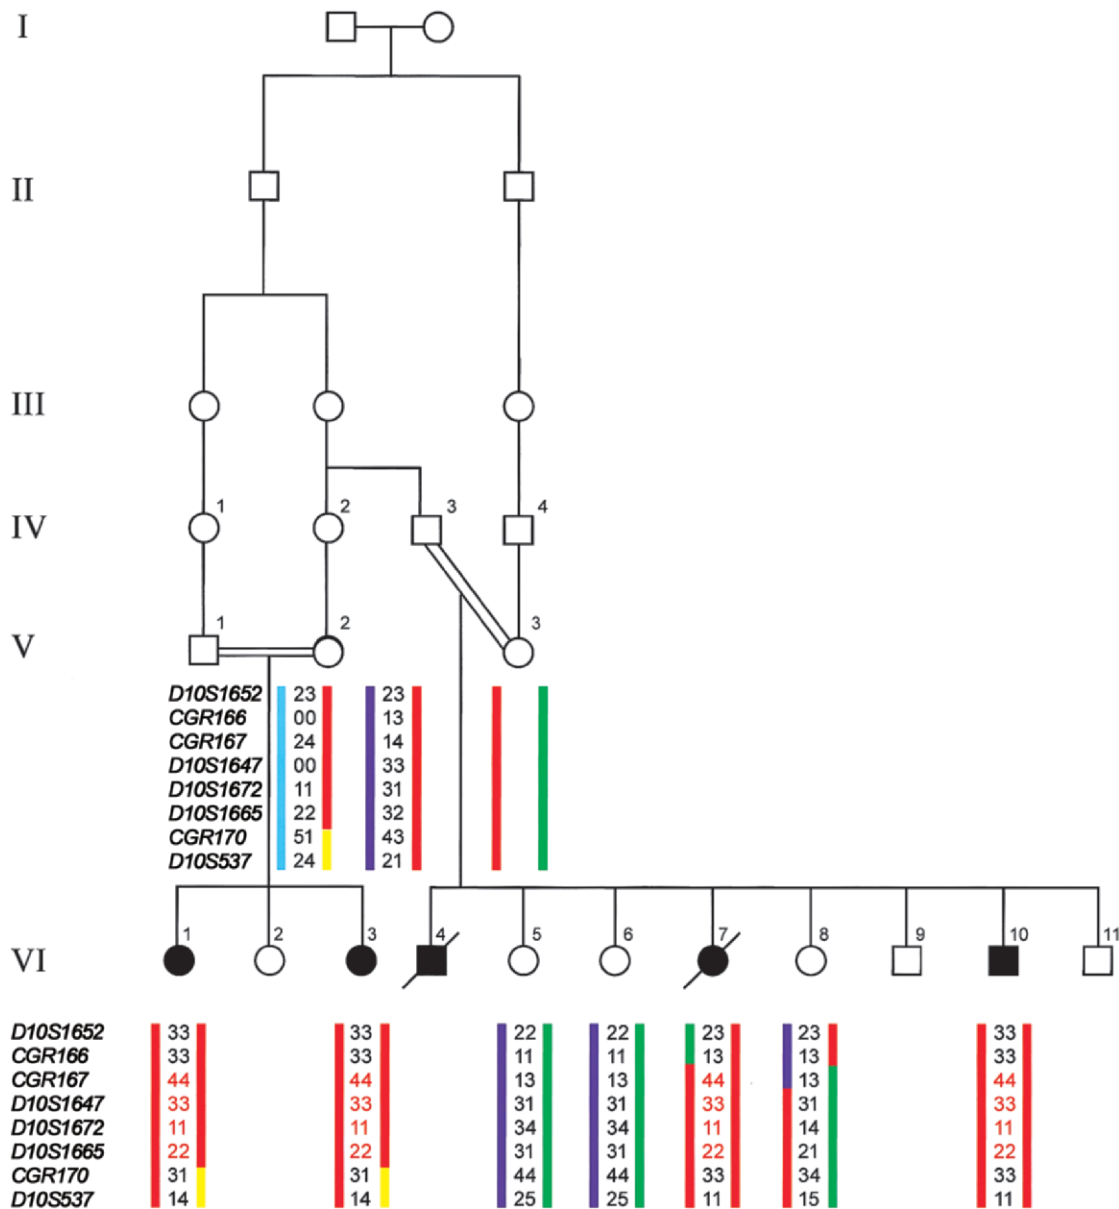 I
II
III
1 2 3 4
IV
1 2 3
V
D10S1652 23 23
CGR166 00 13
CGR167 24 14
D10S1647 00 33
D10S1672 11 31
D10S1665 22 32
CGR170 51 43
D10S537 24 21
1 2 3 4 5 6 7 8 9 10 11
VI
D10S1652 33 33 22 22 23 23 33
CGR166 33 33 11 11 13 13 33
CGR167 44 44 13 13 44 13 44
D10S1647 33 33 31 31 33 31 33
D10S1672 11 11 34 34 11 14 11
D10S1665 22 22 31 31 22 21 22
CGR170 31 31 44 44 33 34 33
D10S537 14 14 25 25 11 15 11